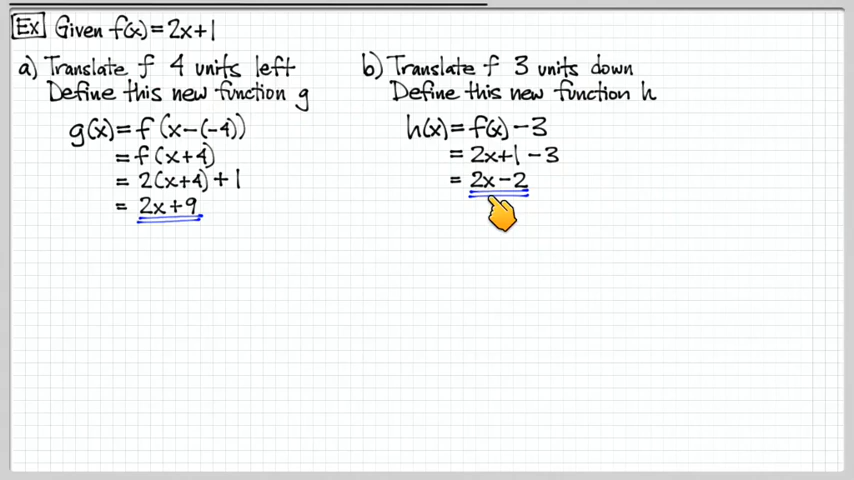 Ex Given f(x)=2x+1
a) Translate f 4 units left
Define this new function g
g(x)=f(x-(-4))
=f(x+4)
= 2(x+4)+1
= 2x+9
b) Translate f 3 units down
Define this new function h
h(x)=f(x)-3
= 2x+1-3
= 2x-2